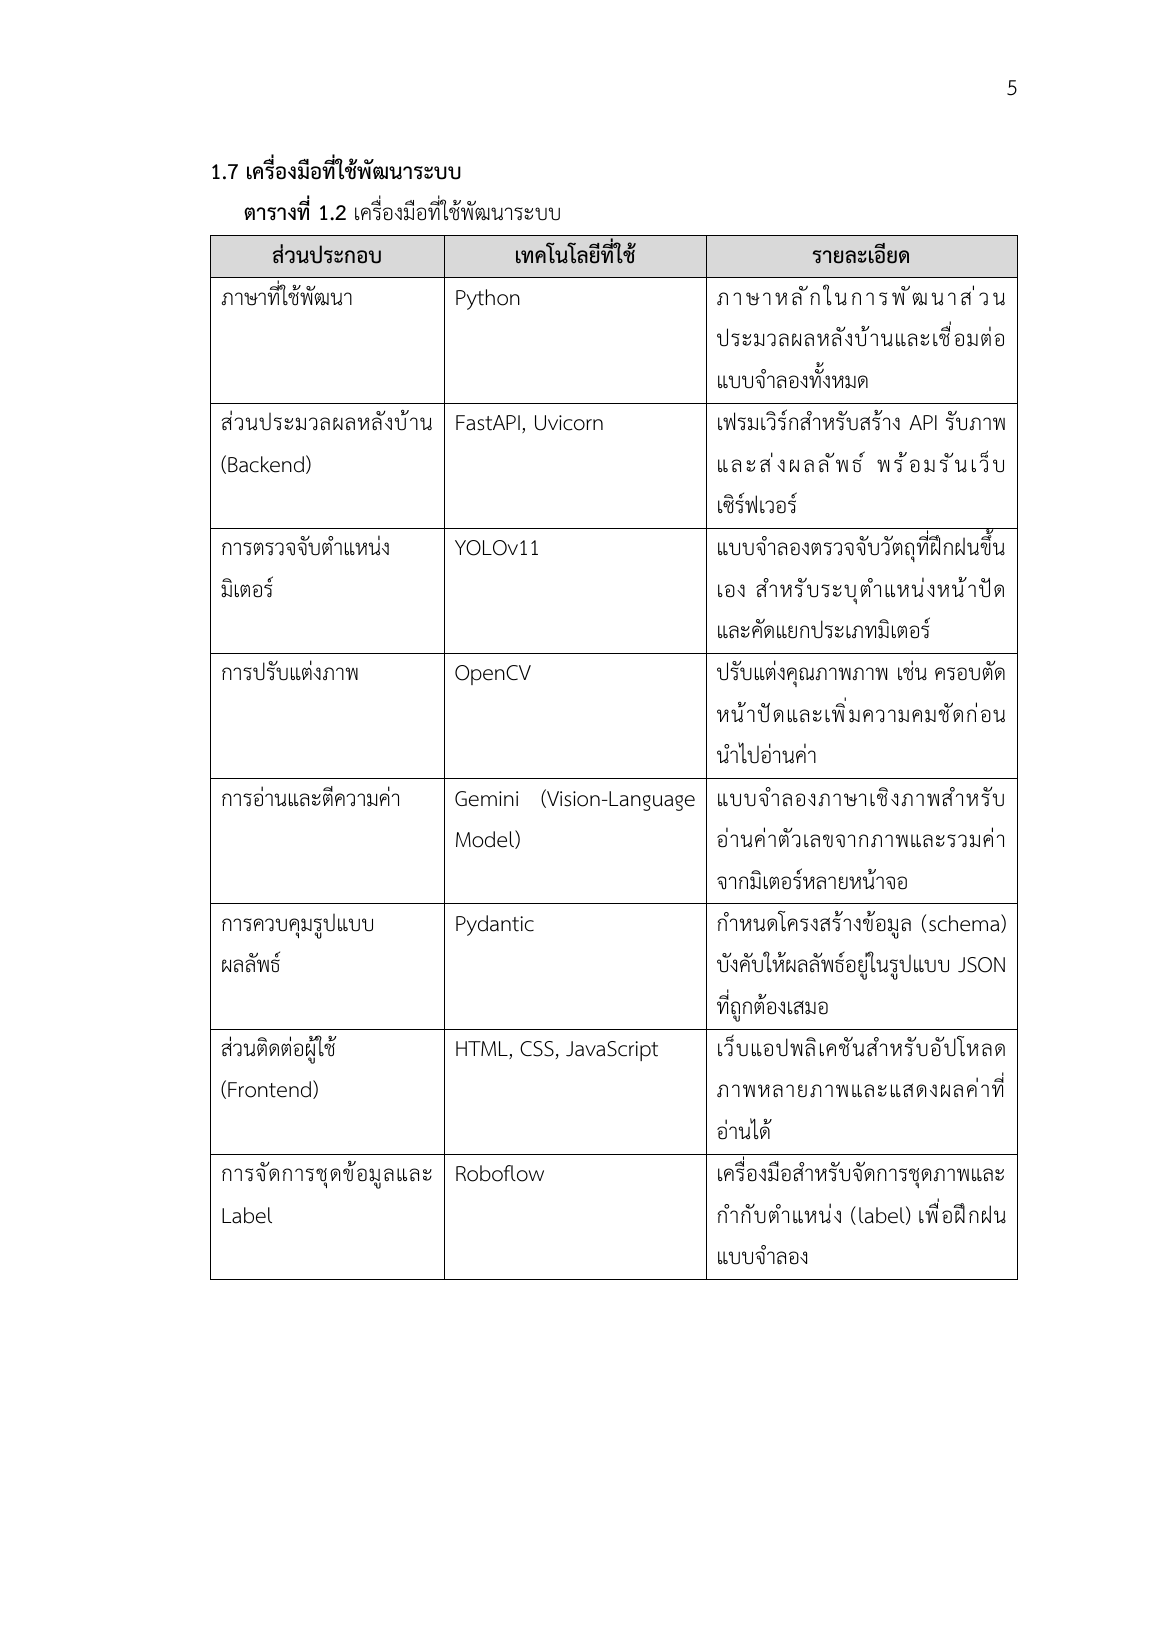 5
1.7 เครื่องมือที่ใช้พัฒนาระบบ
ตารางที่ 1.2 เครื่องมือที่ใช้พัฒนาระบบ
ส่วนประกอบ เทคโนโลยีที่ใช้ รายละเอียด
ภาษาที่ใช้พัฒนา Python ภาษาหลักในการพัฒนาส่วน
ประมวลผลหลังบ้านและเชื่อมต่อ
แบบจำลองทั้งหมด
ส่วนประมวลผลหลังบ้าน FastAPI, Uvicorn เฟรมเวิร์กสำหรับสร้าง API รับภาพ
(Backend) และส่งผลลัพธ์ พร้อมรันเว็บ
เซิร์ฟเวอร์
การตรวจจับตำแหน่ง YOLOv11 แบบจำลองตรวจจับวัตถุที่ฝึกฝนขึ้น
มิเตอร์ เอง สำหรับระบุตำแหน่งหน้าปัด
และคัดแยกประเภทมิเตอร์
การปรับแต่งภาพ OpenCV ปรับแต่งคุณภาพภาพ เช่น ครอบตัด
หน้าปัดและเพิ่มความคมชัดก่อน
นำไปอ่านค่า
การอ่านและตีความค่า Gemini (Vision-Language แบบจำลองภาษาเชิงภาพสำหรับ
Model) อ่านค่าตัวเลขจากภาพและรวมค่า
จากมิเตอร์หลายหน้าจอ
การควบคุมรูปแบบ Pydantic กำหนดโครงสร้างข้อมูล (schema)
ผลลัพธ์ บังคับให้ผลลัพธ์อยู่ในรูปแบบ JSON
ที่ถูกต้องเสมอ
ส่วนติดต่อผู้ใช้ HTML, CSS, JavaScript เว็บแอปพลิเคชันสำหรับอัปโหลด
(Frontend) ภาพหลายภาพและแสดงผลค่าที่
อ่านได้
การจัดการชุดข้อมูลและ Roboflow เครื่องมือสำหรับจัดการชุดภาพและ
Label กำกับตำแหน่ง (label) เพื่อฝึกฝน
แบบจำลอง